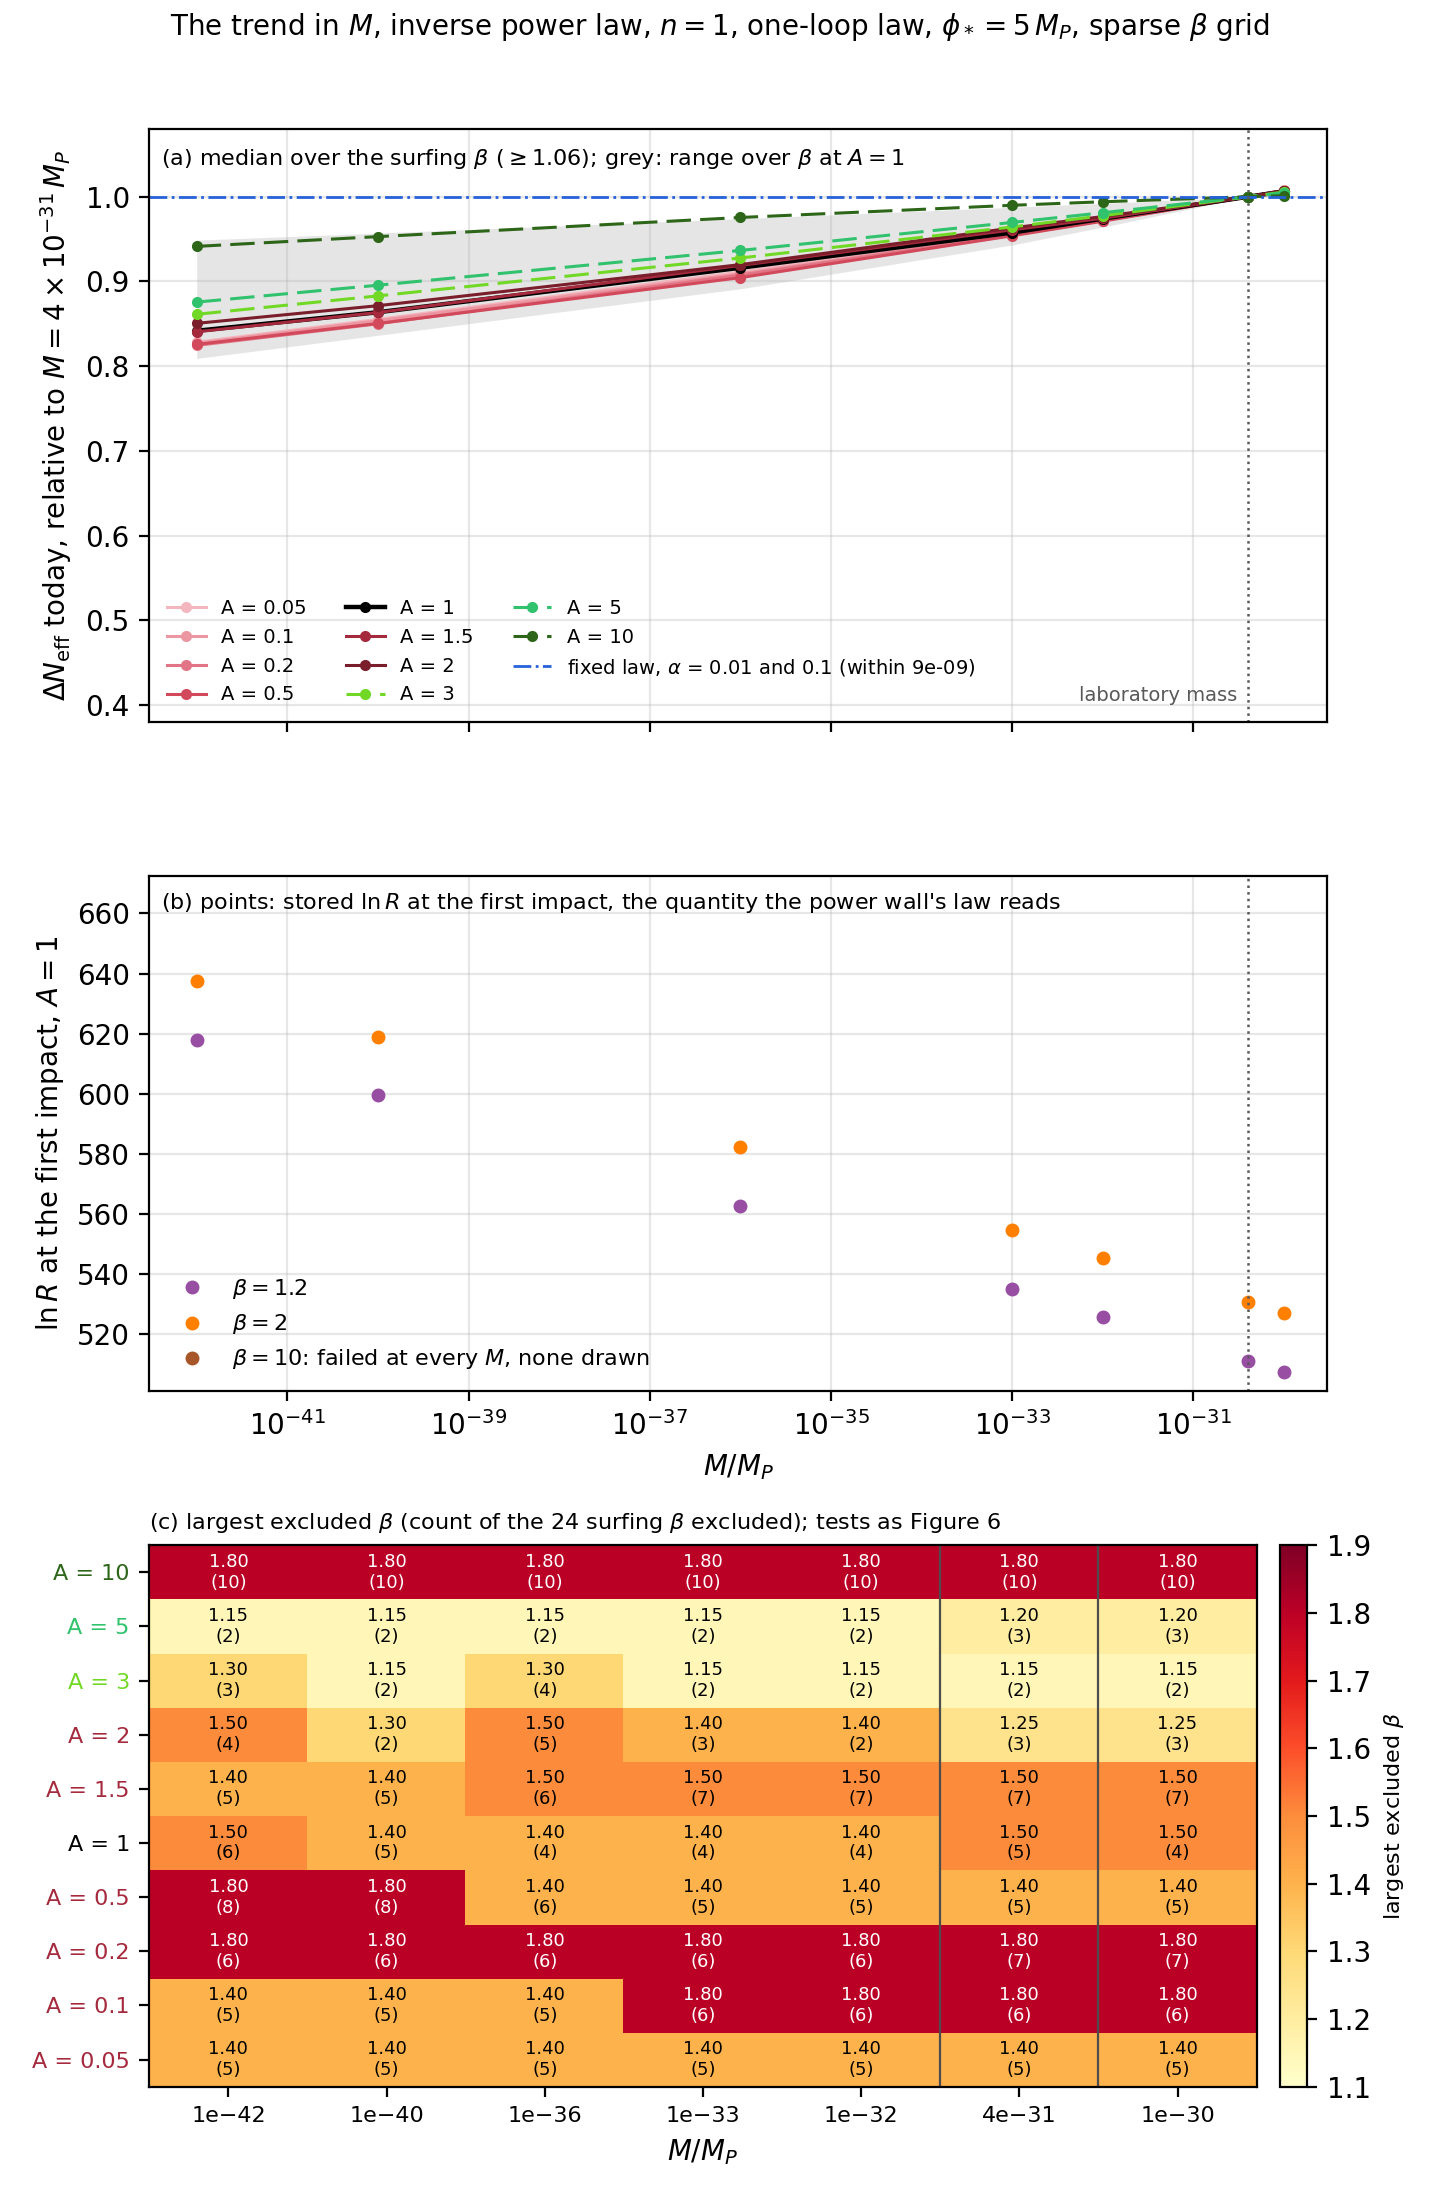 The trend in M, inverse power law, n = 1, one-loop law, ϕ* = 5 M_P, sparse β grid
(a) median over the surfing β (≥1.06); grey: range over β at A = 1
ΔN_eff today, relative to M = 4 × 10^−31 M_P
1.0
0.9
0.8
0.7
0.6
0.5
0.4
A = 0.05
A = 0.1
A = 0.2
A = 0.5
A = 1
A = 1.5
A = 2
A = 3
A = 5
A = 10
fixed law, α = 0.01 and 0.1 (within 9e-09)
laboratory mass
(b) points: stored ln R at the first impact, the quantity the power wall's law reads
ln R at the first impact, A = 1
660
640
620
600
580
560
540
520
β = 1.2
β = 2
β = 10: failed at every M, none drawn
10^−41 10^−39 10^−37 10^−35 10^−33 10^−31
M/M_P
(c) largest excluded β (count of the 24 surfing β excluded); tests as Figure 6
A = 10
1.80 1.80 1.80 1.80 1.80 1.80 1.80
(10) (10) (10) (10) (10) (10) (10)
A = 5
1.15 1.15 1.15 1.15 1.15 1.20 1.20
(2) (2) (2) (2) (2) (3) (3)
A = 3
1.30 1.15 1.30 1.15 1.15 1.15 1.15
(3) (2) (4) (2) (2) (2) (2)
A = 2
1.50 1.30 1.50 1.40 1.40 1.25 1.25
(4) (2) (5) (3) (2) (3) (3)
A = 1.5
1.40 1.40 1.50 1.50 1.50 1.50 1.50
(5) (5) (6) (7) (7) (7) (7)
A = 1
1.50 1.40 1.40 1.40 1.40 1.50 1.50
(6) (5) (4) (4) (4) (5) (4)
A = 0.5
1.80 1.80 1.40 1.40 1.40 1.40 1.40
(8) (8) (6) (5) (5) (5) (5)
A = 0.2
1.80 1.80 1.80 1.80 1.80 1.80 1.80
(6) (6) (6) (6) (6) (7) (7)
A = 0.1
1.40 1.40 1.40 1.80 1.80 1.80 1.80
(5) (5) (5) (6) (6) (6) (6)
A = 0.05
1.40 1.40 1.40 1.40 1.40 1.40 1.40
(5) (5) (5) (5) (5) (5) (5)
1e−42 1e−40 1e−36 1e−33 1e−32 4e−31 1e−30
M/M_P
1.9
1.8
1.7
1.6
1.5
1.4
1.3
1.2
1.1
largest excluded β